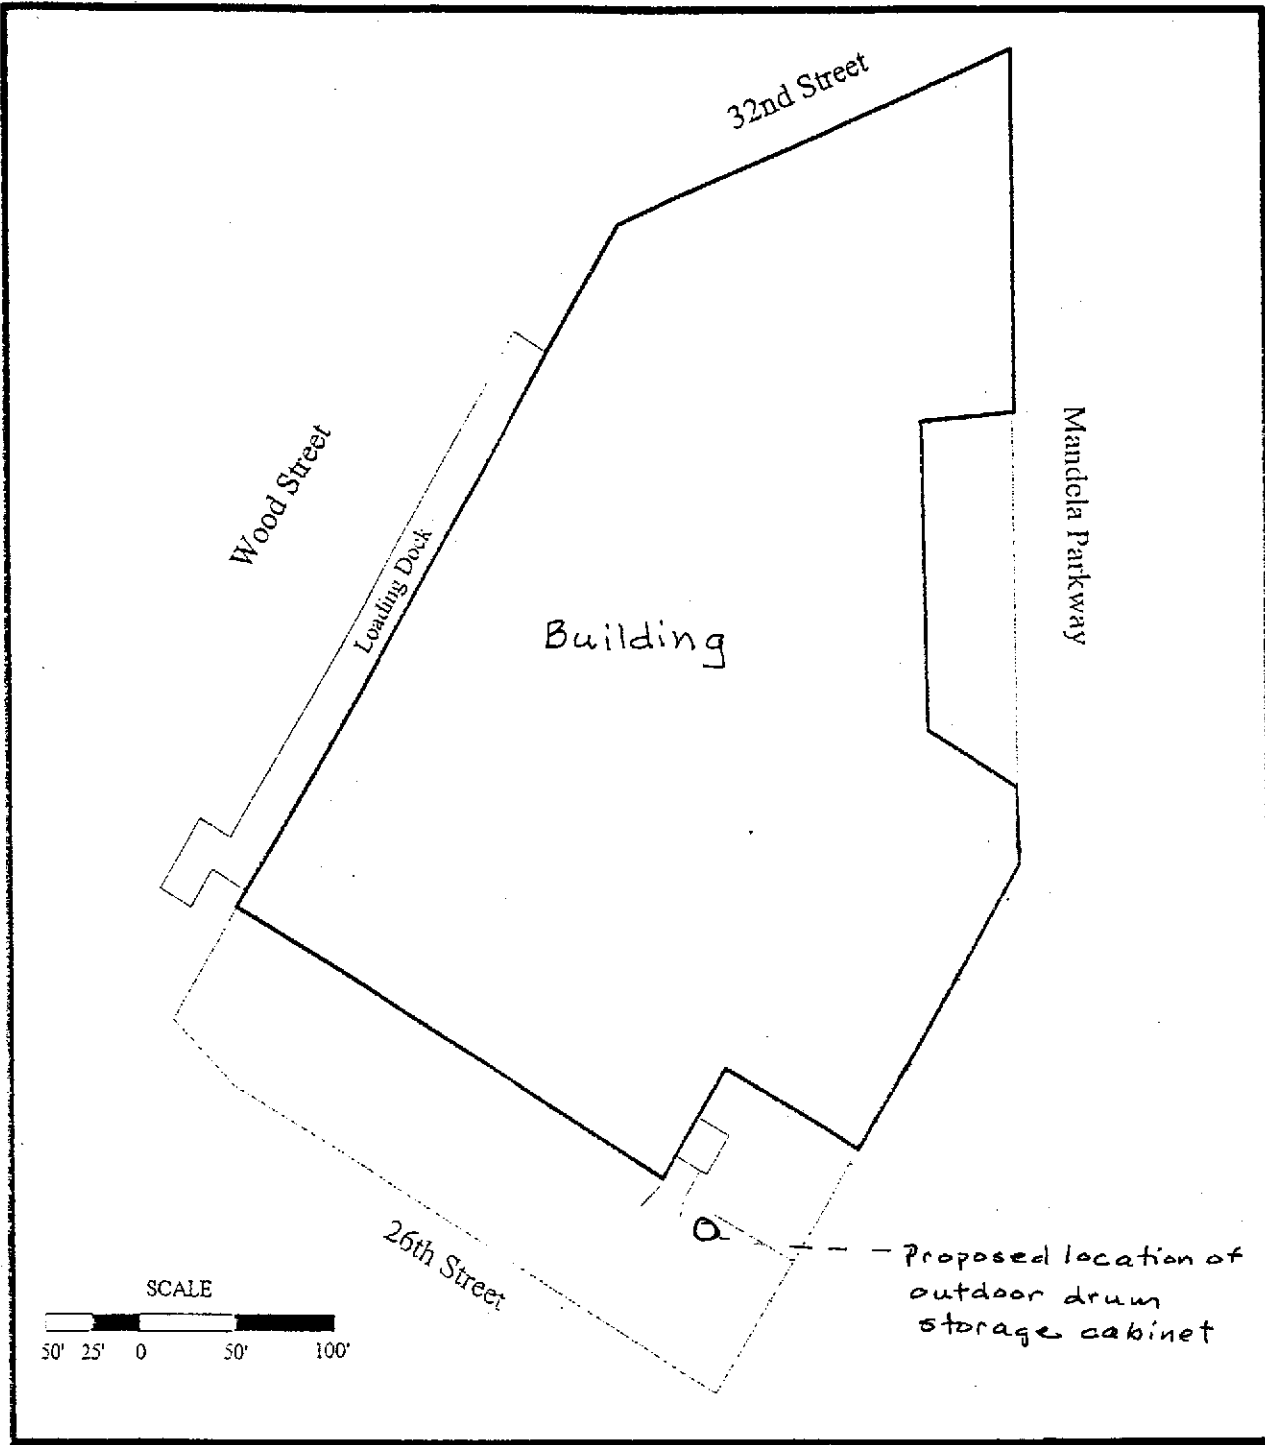 32nd Street
Wood Street
Loading Dock
Mandela Parkway
Building
26th Street
Proposed location of
outdoor drum
storage cabinet
SCALE
50' 25' 0 50' 100'